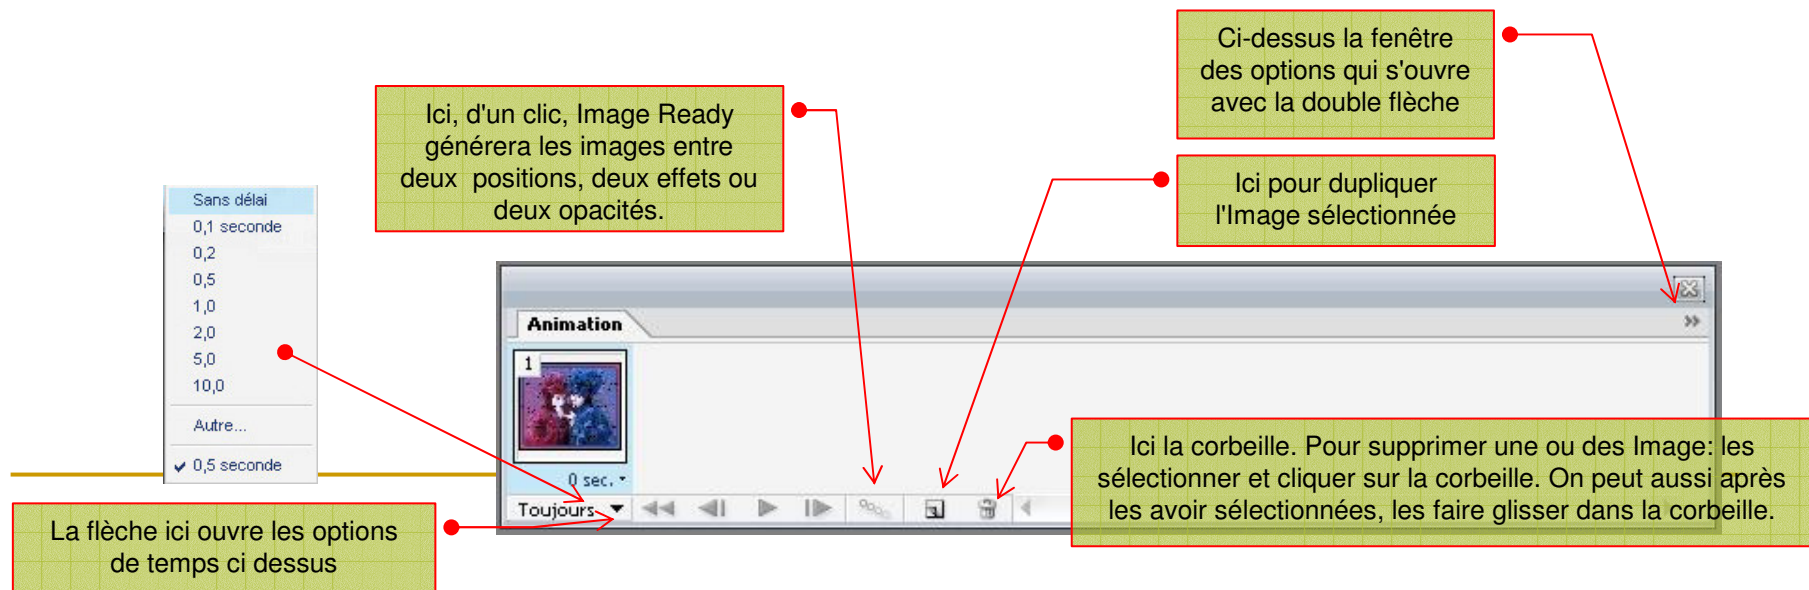 Ci-dessus la fenêtre
des options qui s'ouvre
avec la double flèche
Ici, d'un clic, Image Ready
générera les images entre
deux positions, deux effets ou
deux opacités.
Ici pour dupliquer
l'Image sélectionnée
Sans délai
0,1 seconde
0,2
0,5
1,0
2,0
5,0
10,0
Autre...
0,5 seconde
Animation
1
0 sec.
Toujours
Ici la corbeille. Pour supprimer une ou des Image: les
sélectionner et cliquer sur la corbeille. On peut aussi après
les avoir sélectionnées, les faire glisser dans la corbeille.
La flèche ici ouvre les options
de temps ci dessus